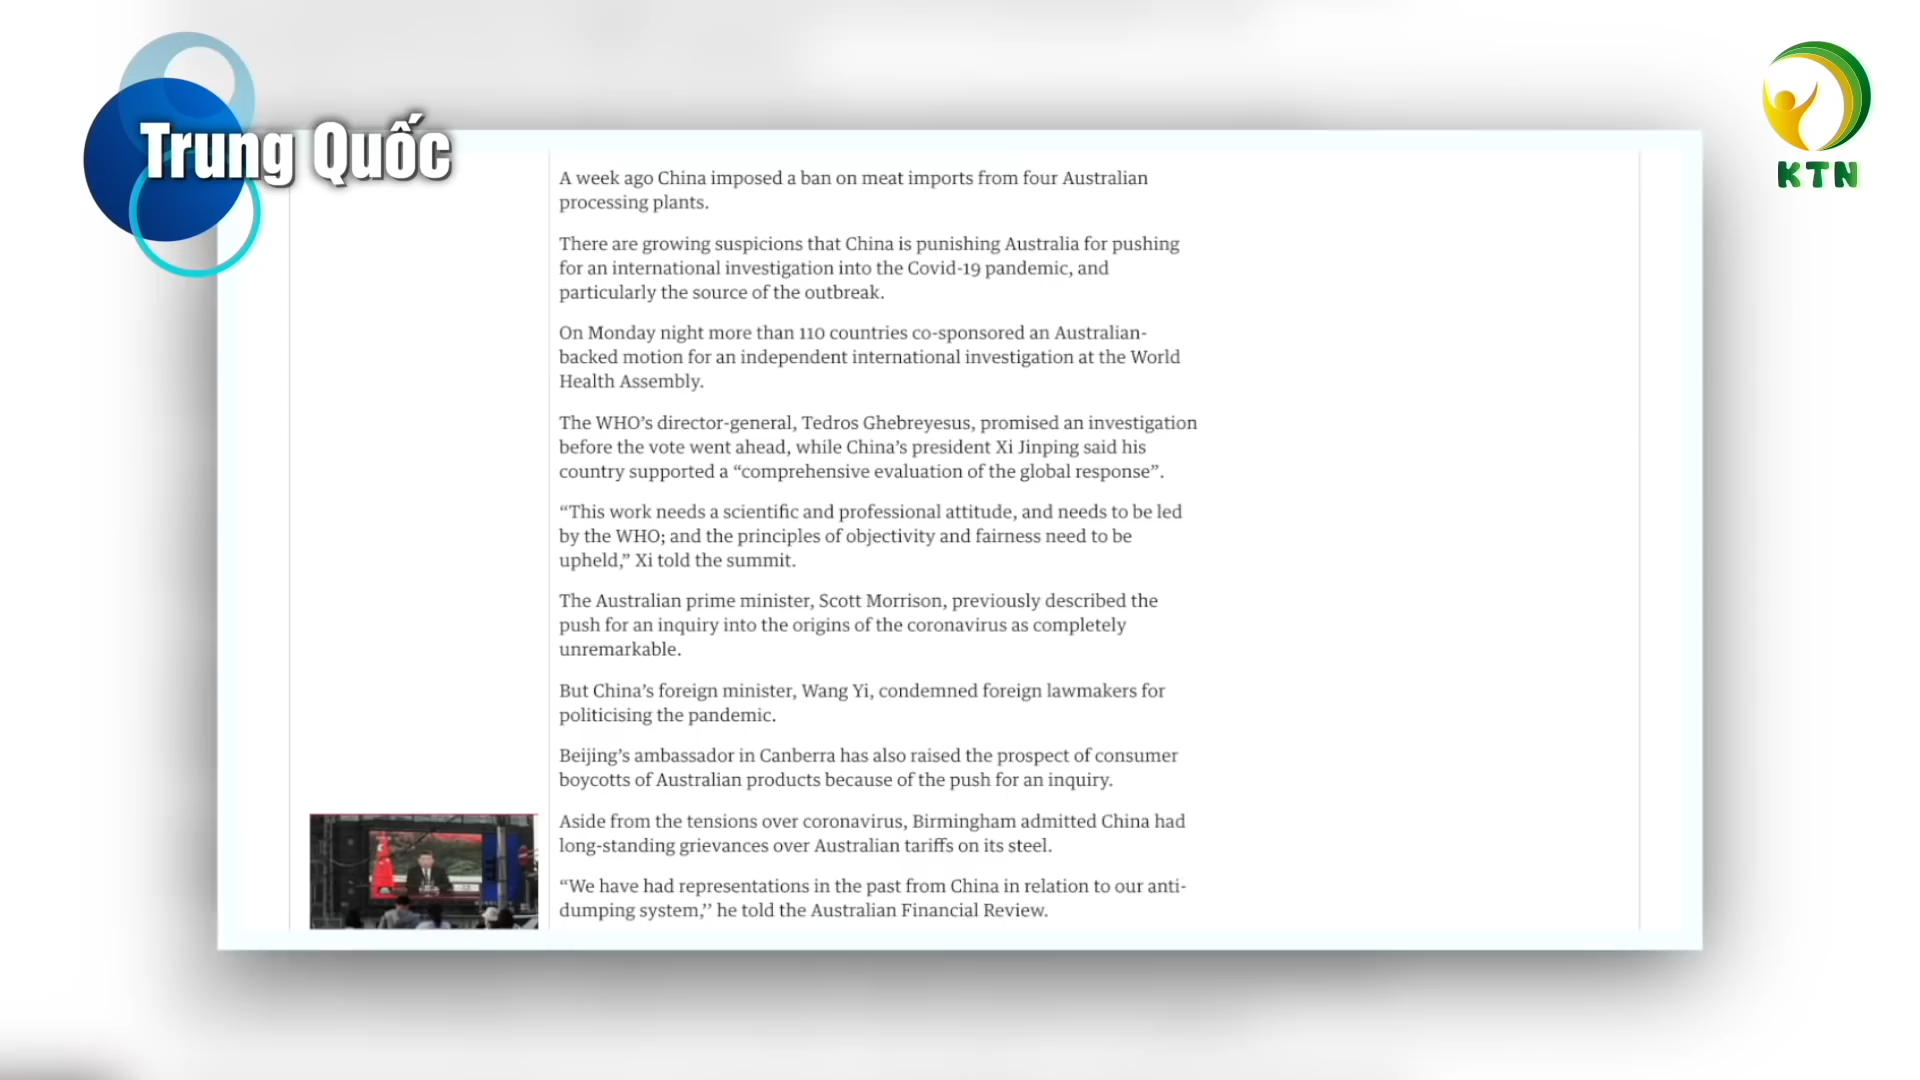 Trung Quốc
KTN
A week ago China imposed a ban on meat imports from four Australian
processing plants.
There are growing suspicions that China is punishing Australia for pushing
for an international investigation into the Covid-19 pandemic, and
particularly the source of the outbreak.
On Monday night more than 110 countries co-sponsored an Australian-
backed motion for an independent international investigation at the World
Health Assembly.
The WHO’s director-general, Tedros Ghebreyesus, promised an investigation
before the vote went ahead, while China’s president Xi Jinping said his
country supported a “comprehensive evaluation of the global response”.
“This work needs a scientific and professional attitude, and needs to be led
by the WHO; and the principles of objectivity and fairness need to be
upheld,” Xi told the summit.
The Australian prime minister, Scott Morrison, previously described the
push for an inquiry into the origins of the coronavirus as completely
unremarkable.
But China’s foreign minister, Wang Yi, condemned foreign lawmakers for
politicising the pandemic.
Beijing’s ambassador in Canberra has also raised the prospect of consumer
boycotts of Australian products because of the push for an inquiry.
Aside from the tensions over coronavirus, Birmingham admitted China had
long-standing grievances over Australian tariffs on its steel.
“We have had representations in the past from China in relation to our anti-
dumping system,’’ he told the Australian Financial Review.